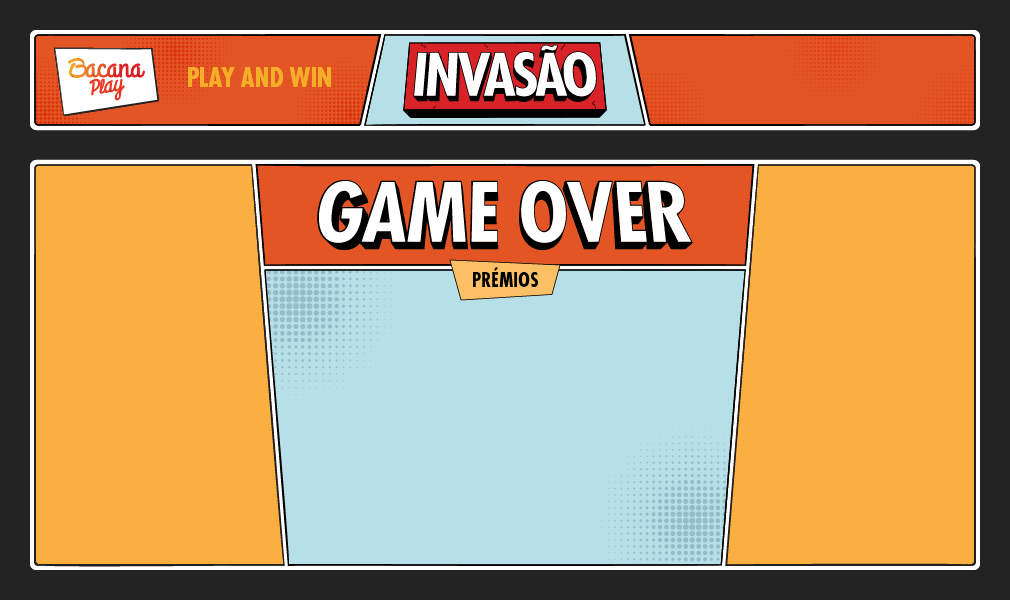 Bacana
Play
PLAY AND WIN
INVASÃO
GAME OVER
PRÉMIOS